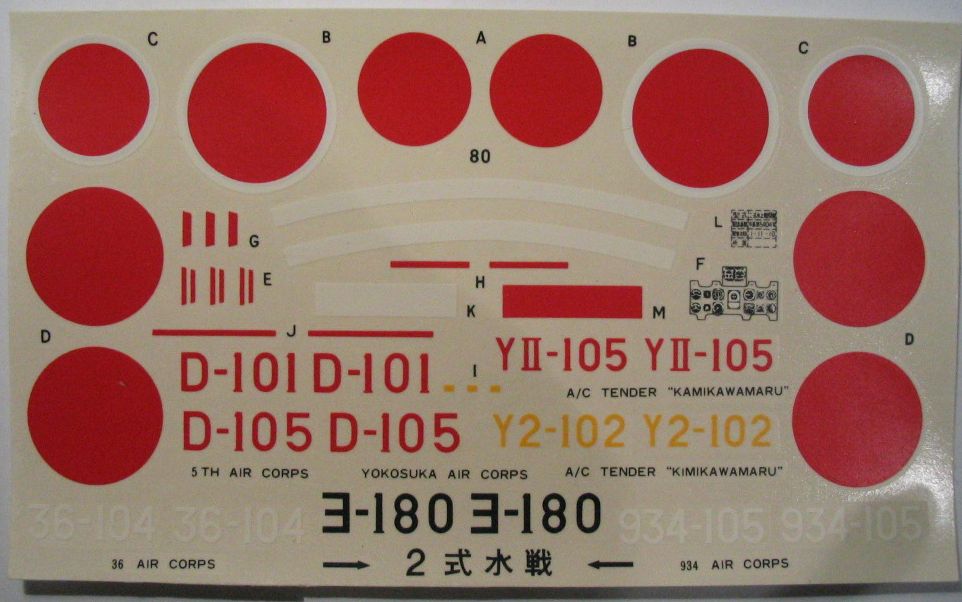 C B A B C
80
G L
E F
H
K M
D J D
D-101 D-101 I YII-105 YII-105
A/C TENDER "KAMIKAWAMARU"
D-105 D-105 Y2-102 Y2-102
5TH AIR CORPS YOKOSUKA AIR CORPS A/C TENDER "KIMIKAWAMARU"
36-104 36-104 ヨ-180 ヨ-180 934-105 934-105
36 AIR CORPS → 2式水戦 ← 934 AIR CORPS